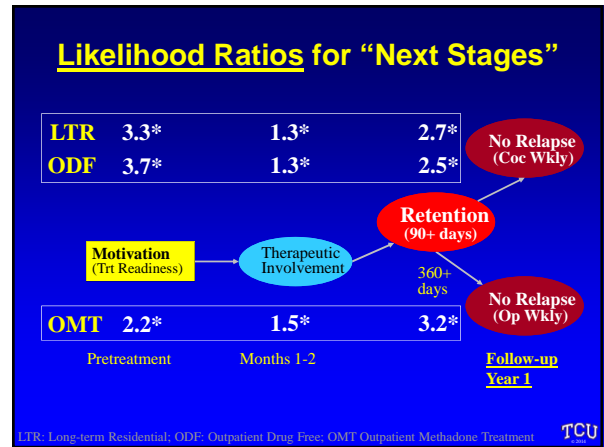 Likelihood Ratios for “Next Stages”
LTR 3.3* 1.3* 2.7*
ODF 3.7* 1.3* 2.5*
No Relapse
(Coc Wkly)
Retention
(90+ days)
Motivation
(Trt Readiness)
Therapeutic
Involvement
360+
days
No Relapse
(Op Wkly)
OMT 2.2* 1.5* 3.2*
Pretreatment Months 1-2 Follow-up
Year 1
LTR: Long-term Residential; ODF: Outpatient Drug Free; OMT Outpatient Methadone Treatment
TCU